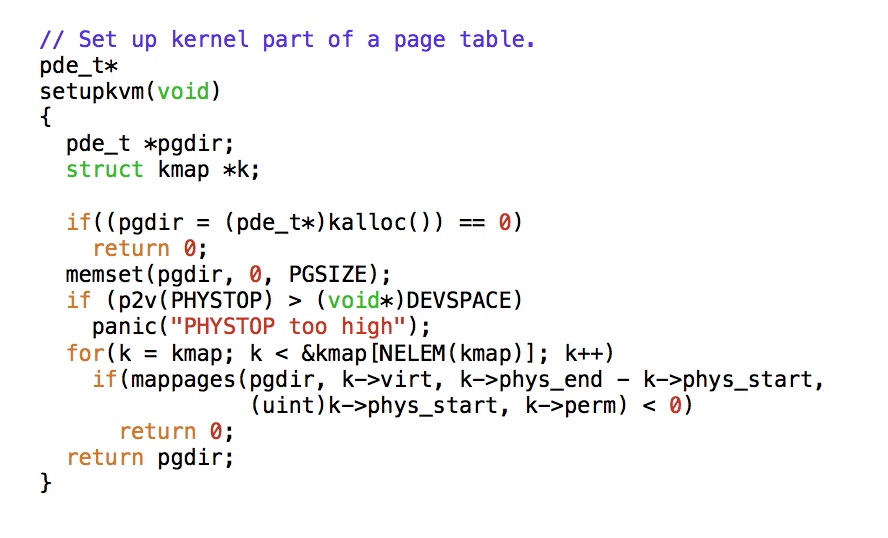 // Set up kernel part of a page table.
pde_t*
setupkvm(void)
{
  pde_t *pgdir;
  struct kmap *k;

  if((pgdir = (pde_t*)kalloc()) == 0)
    return 0;
  memset(pgdir, 0, PGSIZE);
  if (p2v(PHYSTOP) > (void*)DEVSPACE)
    panic("PHYSTOP too high");
  for(k = kmap; k < &kmap[NELEM(kmap)]; k++)
    if(mappages(pgdir, k->virt, k->phys_end - k->phys_start,
                (uint)k->phys_start, k->perm) < 0)
      return 0;
  return pgdir;
}